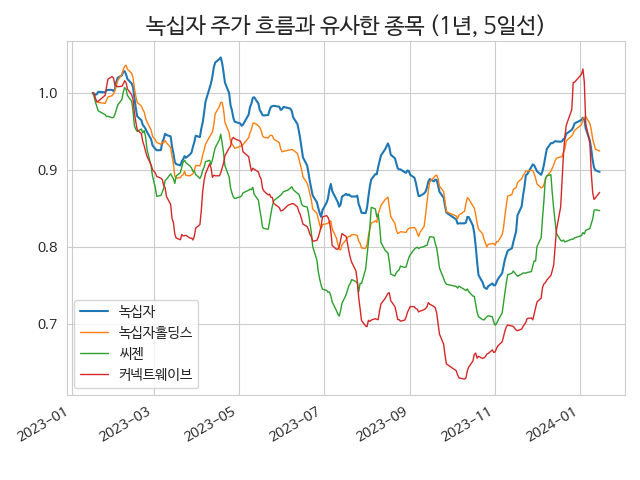 녹십자 주가 흐름과 유사한 종목 (1년, 5일선)
1.0
0.9
0.8
0.7
녹십자
녹십자홀딩스
씨젠
커넥트웨이브
2023-01
2023-03
2023-05
2023-07
2023-09
2023-11
2024-01